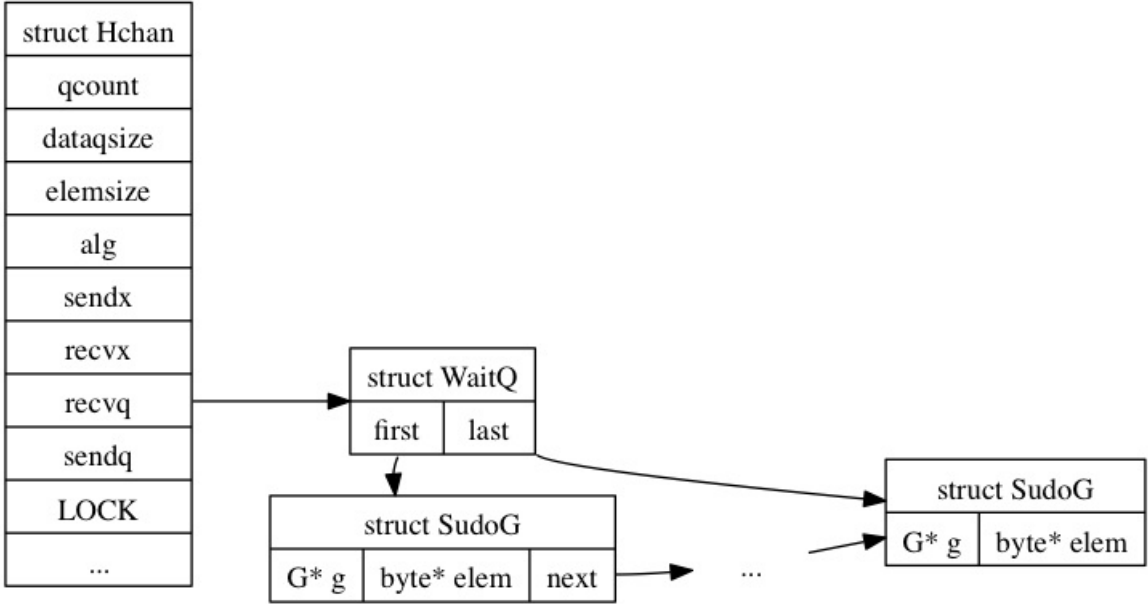 struct Hchan
qcount
dataqsize
elemsize
alg
sendx
recvx
recvq
sendq
LOCK
...
struct WaitQ
first last
struct SudoG
G* g byte* elem next
...
struct SudoG
G* g byte* elem